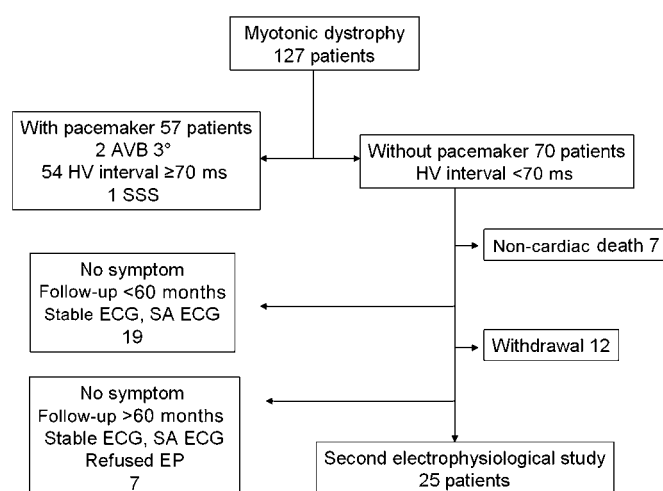 Myotonic dystrophy
127 patients
With pacemaker 57 patients
2 AVB 3°
54 HV interval ≥70 ms
1 SSS
Without pacemaker 70 patients
HV interval <70 ms
Non-cardiac death 7
No symptom
Follow-up <60 months
Stable ECG, SA ECG
19
Withdrawal 12
No symptom
Follow-up >60 months
Stable ECG, SA ECG
Refused EP
7
Second electrophysiological study
25 patients